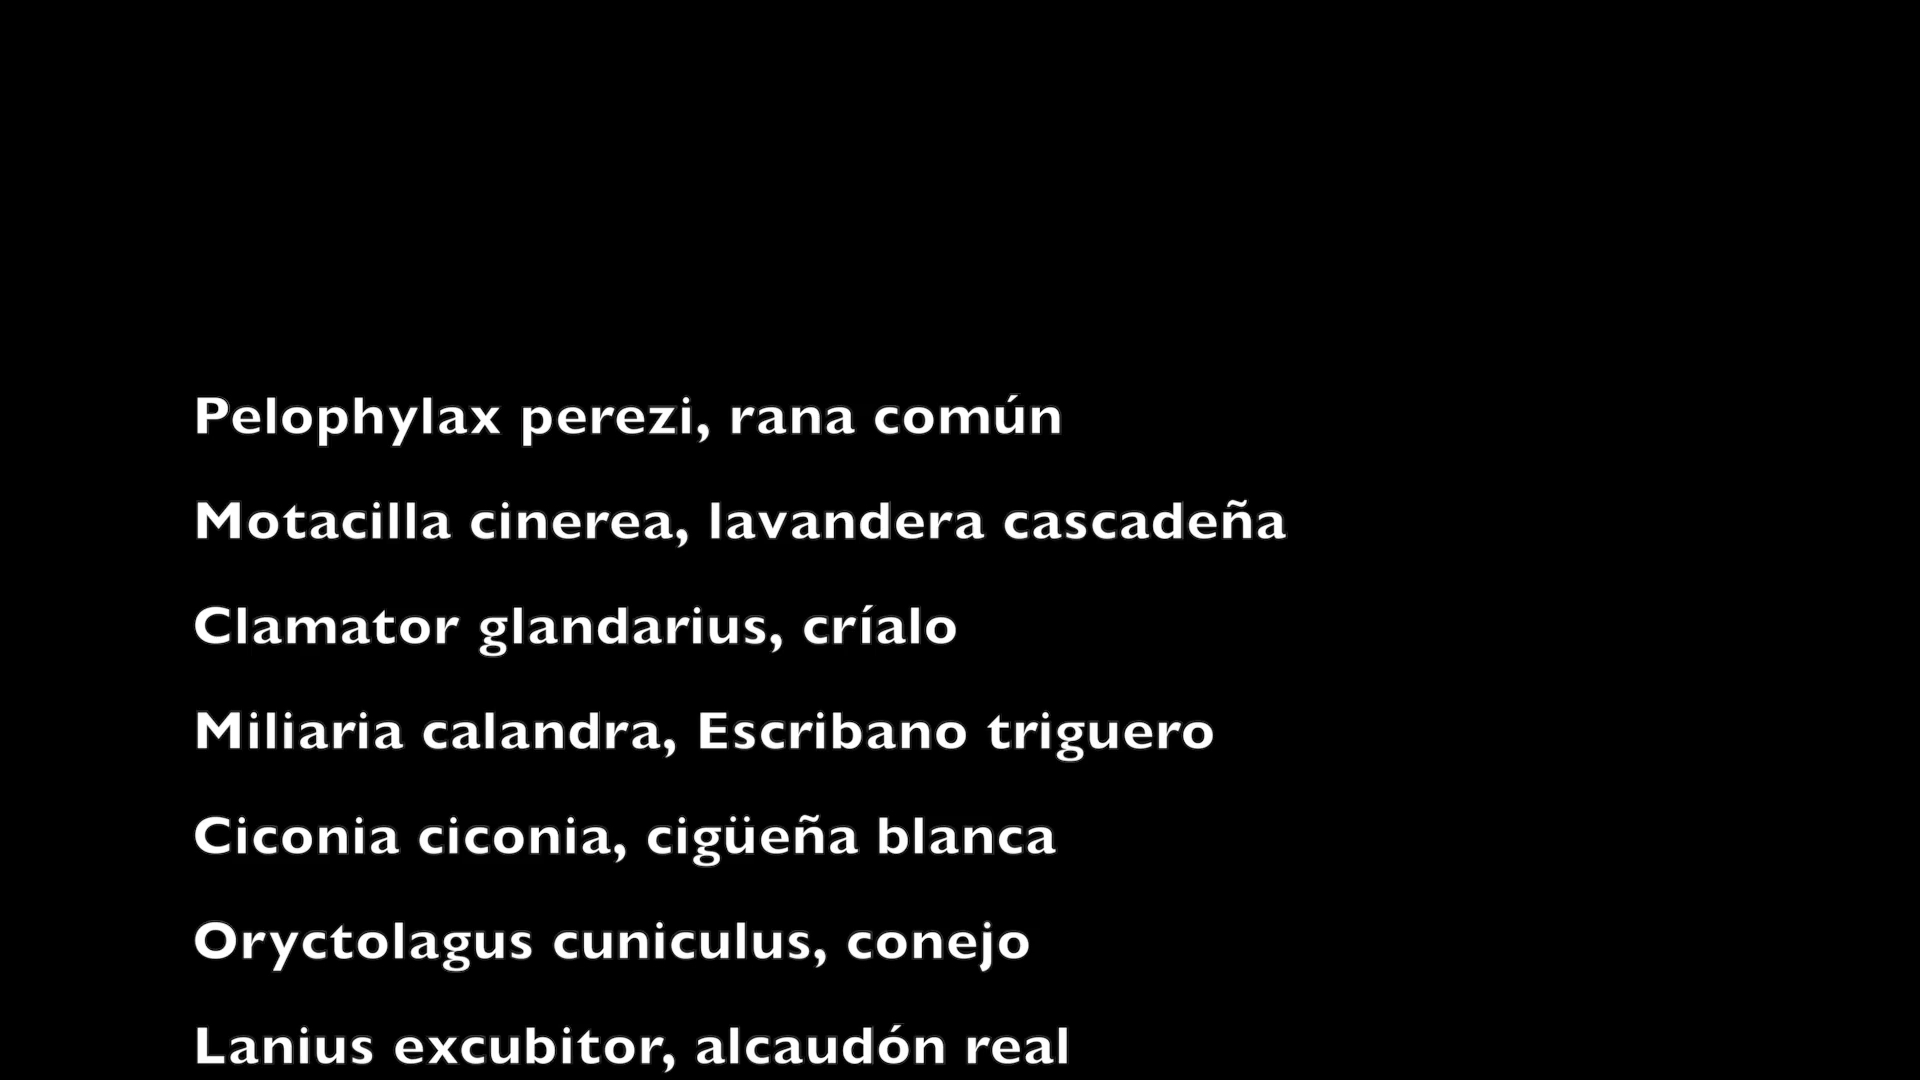 Pelophylax perezi, rana común
Motacilla cinerea, lavandera cascadeña
Clamator glandarius, críalo
Miliaria calandra, Escribano triguero
Ciconia ciconia, cigüeña blanca
Oryctolagus cuniculus, conejo
Lanius excubitor, alcaudón real